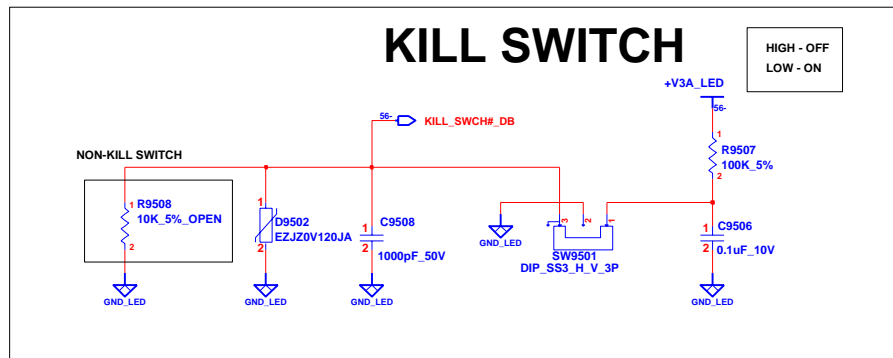 KILL SWITCH
HIGH - OFF
LOW - ON
+V3A_LED
56-
56-
KILL_SWCH#_DB
1
R9507
100K_5%
2
NON-KILL SWITCH
1
R9508
10K_5%_OPEN
2
1
D9502
EZJZ0V120JA
2
C9508
1
2
1000pF_50V
3
2
1
SW9501
DIP_SS3_H_V_3P
C9506
1
2
0.1uF_10V
GND_LED
GND_LED
GND_LED
GND_LED
GND_LED